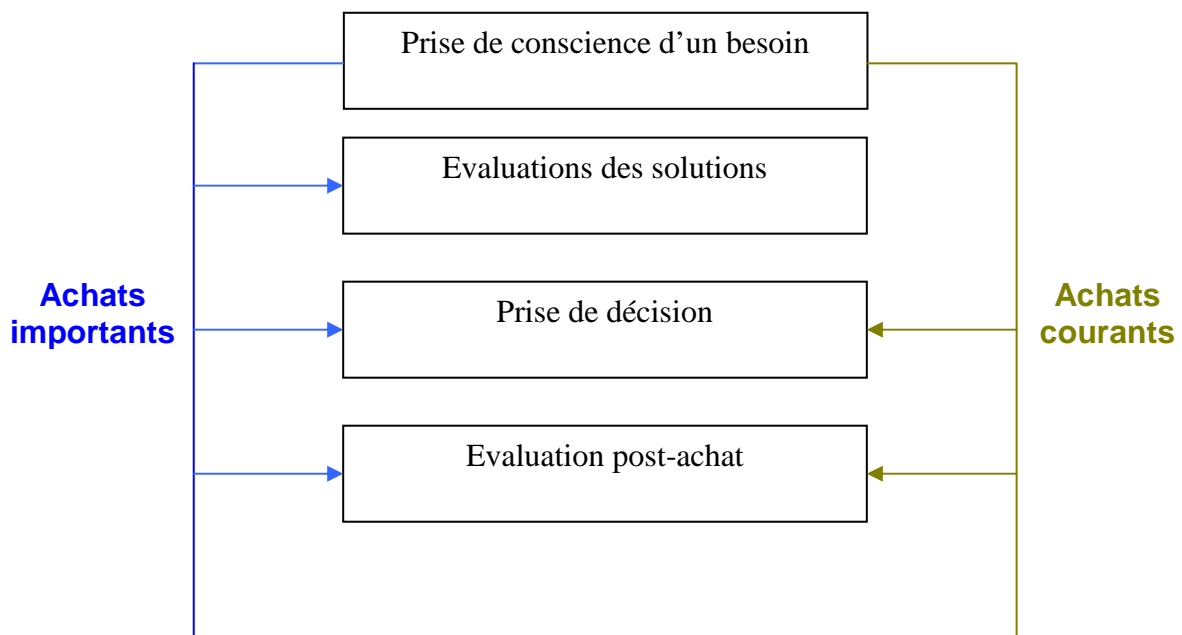 Prise de conscience d’un besoin
Evaluations des solutions
Achats
importants
Prise de décision
Achats
courants
Evaluation post-achat